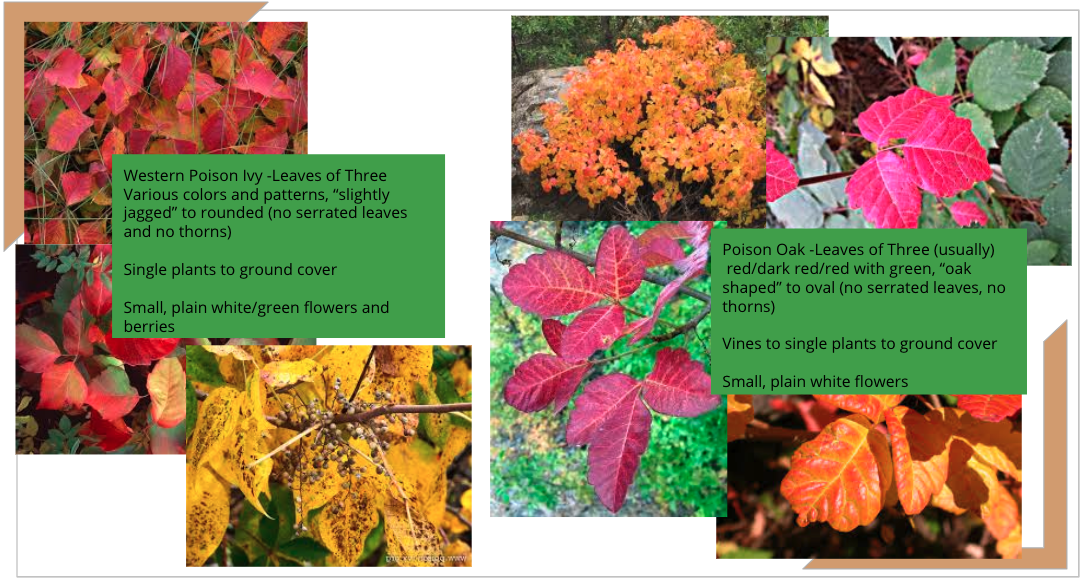 Western Poison Ivy -Leaves of Three
Various colors and patterns, “slightly
jagged” to rounded (no serrated leaves
and no thorns)
Single plants to ground cover
Small, plain white/green flowers and
berries
Poison Oak -Leaves of Three (usually)
red/dark red/red with green, “oak
shaped” to oval (no serrated leaves, no
thorns)
Vines to single plants to ground cover
Small, plain white flowers